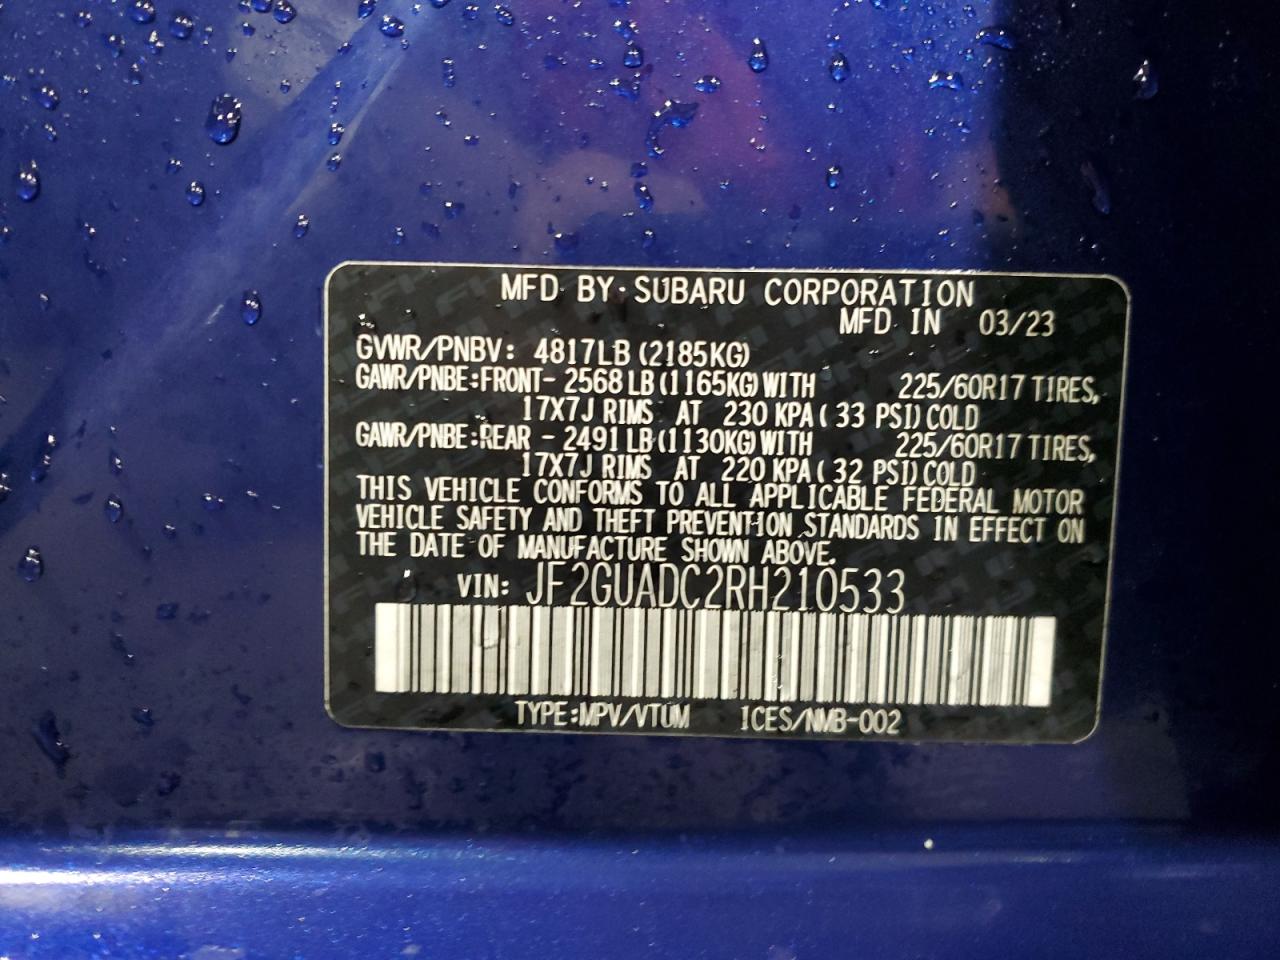 MFD BY·SUBARU CORPORATION
MFD IN 03/23
GVWR/PNBV: 4817LB (2185KG)
GAWR/PNBE:FRONT- 2568 LB (1165KG) WITH 225/60R17 TIRES,
17X7J RIMS AT 230 KPA ( 33 PSI) COLD
GAWR/PNBE:REAR - 2491 LB (1130KG) WITH 225/60R17 TIRES,
17X7J RIMS AT 220 KPA ( 32 PSI) COLD
THIS VEHICLE CONFORMS TO ALL APPLICABLE FEDERAL MOTOR
VEHICLE SAFETY AND THEFT PREVENTION STANDARDS IN EFFECT ON
THE DATE OF MANUFACTURE SHOWN ABOVE.
VIN: JF2GUADC2RH210533
TYPE:MPV/VTUM ICES/NMB-002